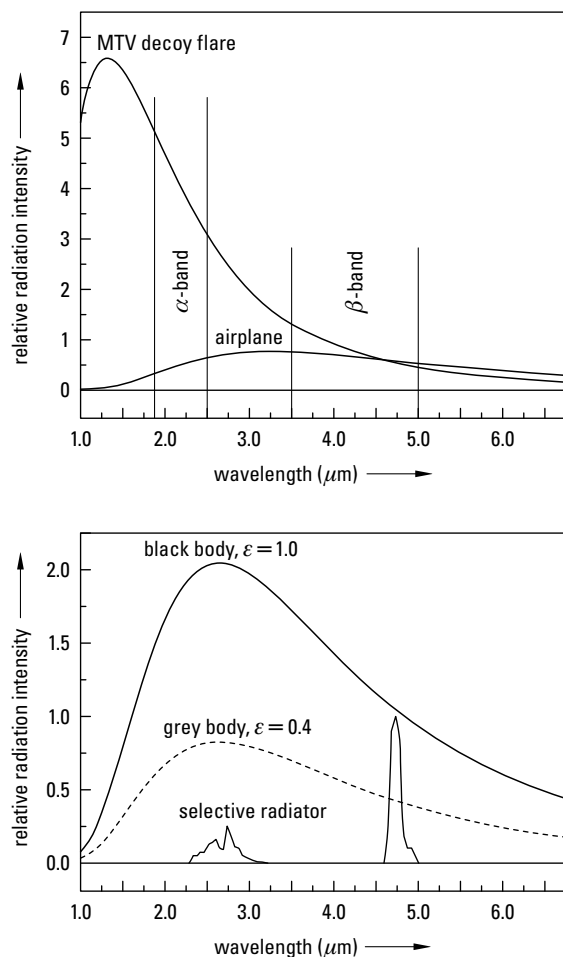 MTV decoy flare
7
6
5
4
3
2
1
0
relative radiation intensity
α-band
β-band
airplane
1.0 2.0 3.0 4.0 5.0 6.0
wavelength (μm)
black body, ε = 1.0
2.0
1.5
1.0
0.5
0.0
relative radiation intensity
grey body, ε = 0.4
selective radiator
1.0 2.0 3.0 4.0 5.0 6.0
wavelength (μm)